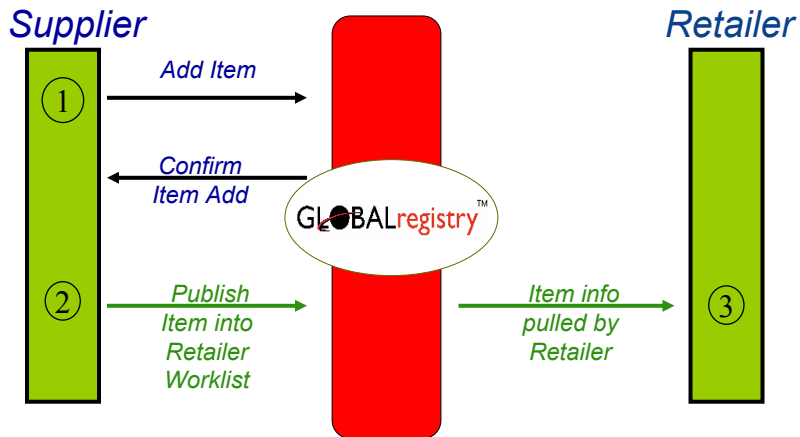 Supplier
Retailer
①
Add Item
Confirm
Item Add
GLOBALregistry™
②
Publish
Item into
Retailer
Worklist
Item info
pulled by
Retailer
③